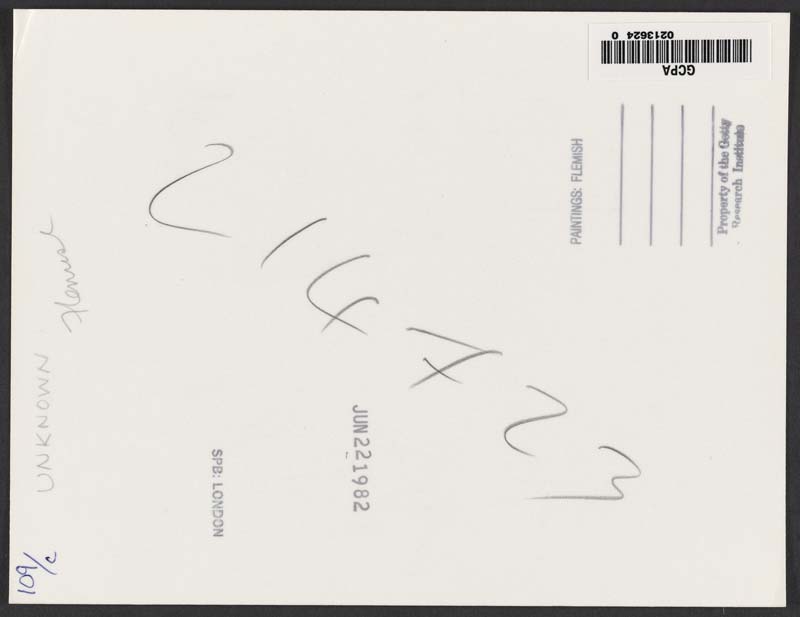 GCPA
0213624 0
Property of the Getty
Research Institute
PAINTINGS: FLEMISH
UNKNOWN
Flemish
JUN 22 1982
SPB: LONDON
109/c